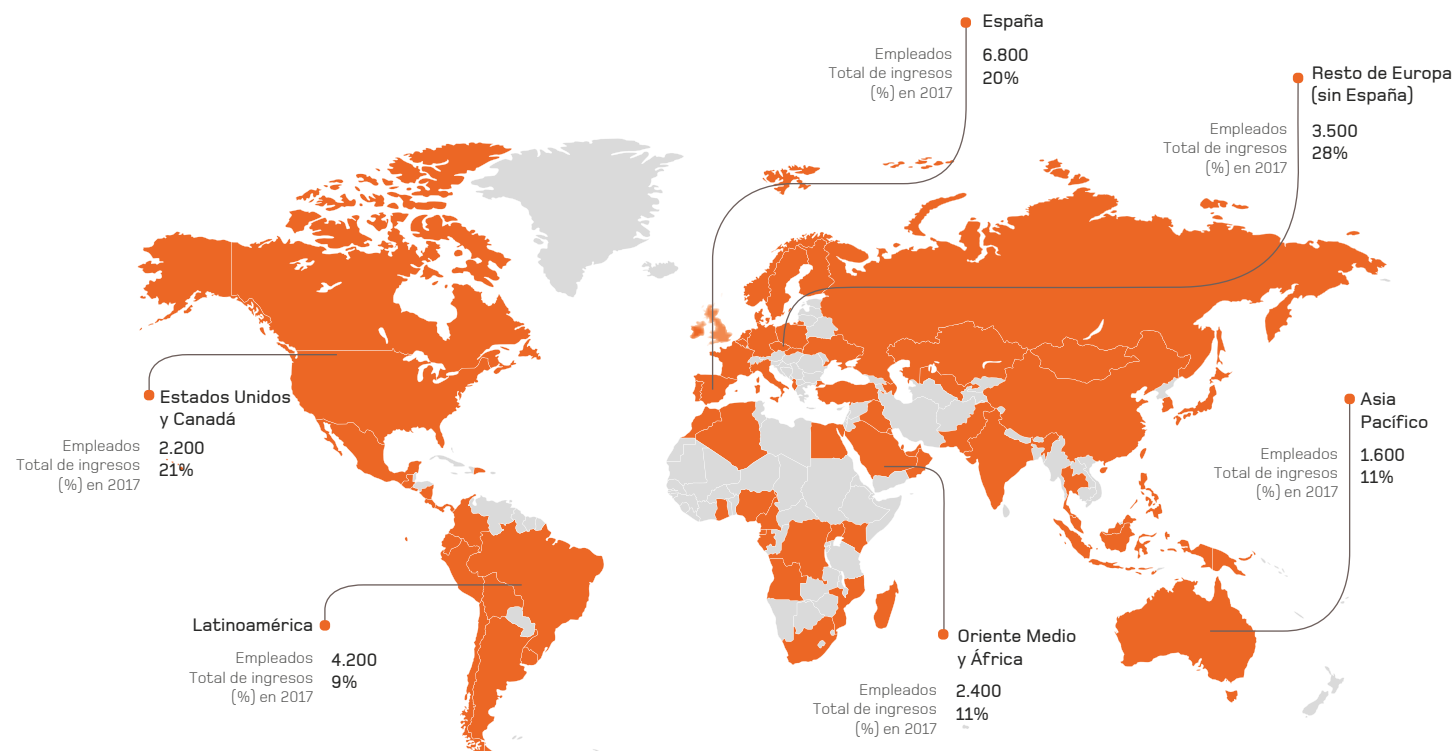 España
Empleados 6.800
Total de ingresos 20%
(%) en 2017
Resto de Europa
(sin España)
Empleados 3.500
Total de ingresos 28%
(%) en 2017
Estados Unidos
y Canadá
Empleados 2.200
Total de ingresos 21%
(%) en 2017
Asia
Pacífico
Empleados 1.600
Total de ingresos 11%
(%) en 2017
Latinoamérica
Empleados 4.200
Total de ingresos 9%
(%) en 2017
Oriente Medio
y África
Empleados 2.400
Total de ingresos 11%
(%) en 2017